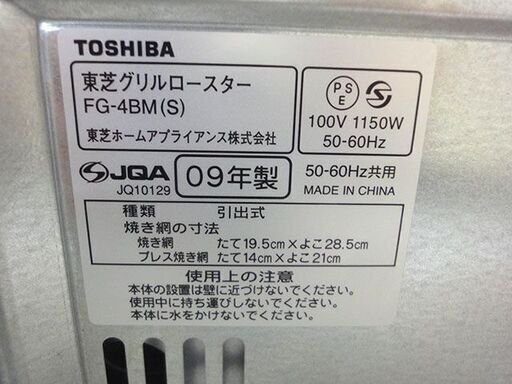 TOSHIBA
東芝グリルロースター
FG-4BM(S)
東芝ホームアプライアンス株式会社
PS
E
100V 1150W
50-60Hz
JQA
JQ10129
09年製
50-60Hz共用
MADE IN CHINA
種類 引出式
焼き網の寸法
焼き網 たて19.5cm×よこ28.5cm
プレス焼き網 たて14cm×よこ21cm
使用上の注意
本体の設置は壁に近づけないでください。
使用中に持ち運びしないでください。
本体に水をかけないでください。